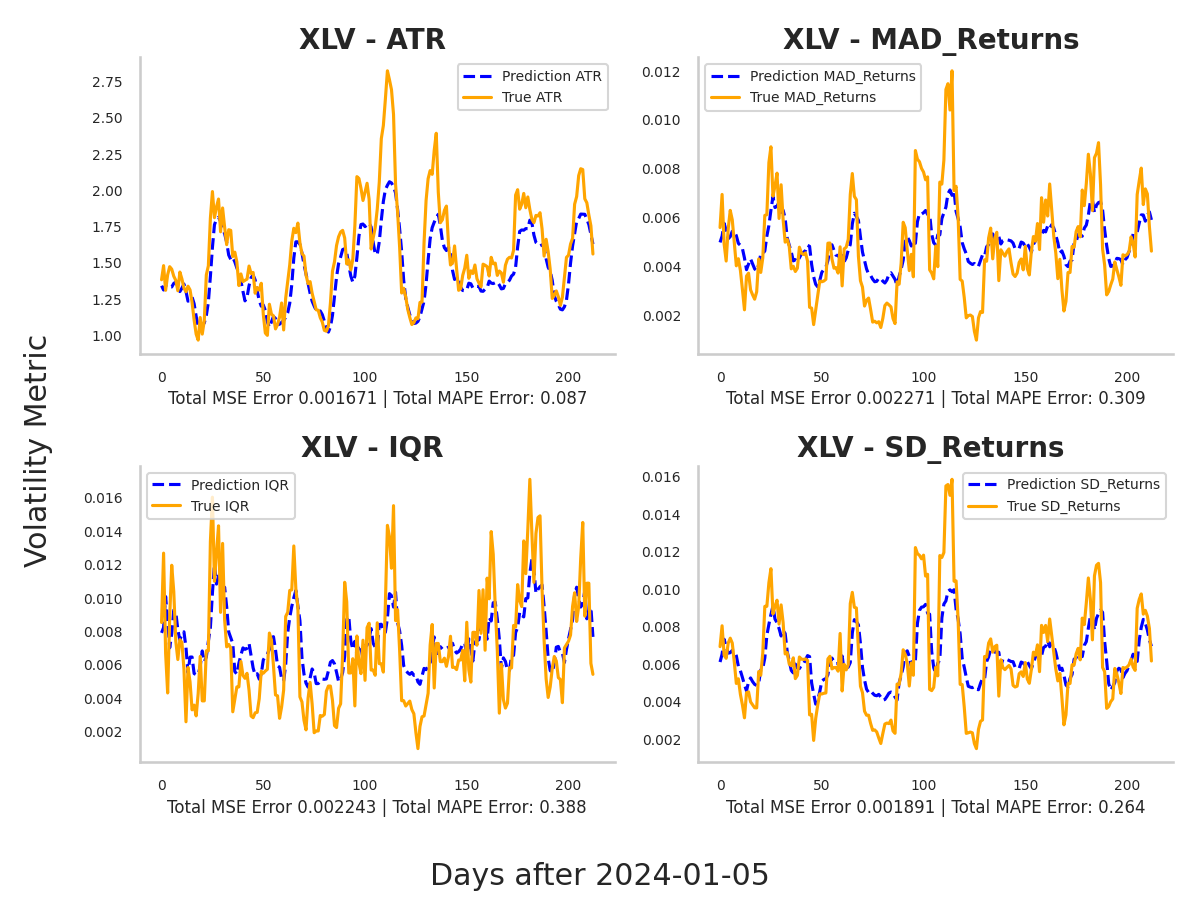 XLV - ATR
2.75
2.50
2.25
2.00
1.75
1.50
1.25
1.00
Prediction ATR
True ATR
0 50 100 150 200
Total MSE Error 0.001671 | Total MAPE Error: 0.087
XLV - MAD_Returns
0.012
0.010
0.008
0.006
0.004
0.002
Prediction MAD_Returns
True MAD_Returns
0 50 100 150 200
Total MSE Error 0.002271 | Total MAPE Error: 0.309
Volatility Metric
XLV - IQR
0.016
0.014
0.012
0.010
0.008
0.006
0.004
0.002
Prediction IQR
True IQR
0 50 100 150 200
Total MSE Error 0.002243 | Total MAPE Error: 0.388
XLV - SD_Returns
0.016
0.014
0.012
0.010
0.008
0.006
0.004
0.002
Prediction SD_Returns
True SD_Returns
0 50 100 150 200
Total MSE Error 0.001891 | Total MAPE Error: 0.264
Days after 2024-01-05